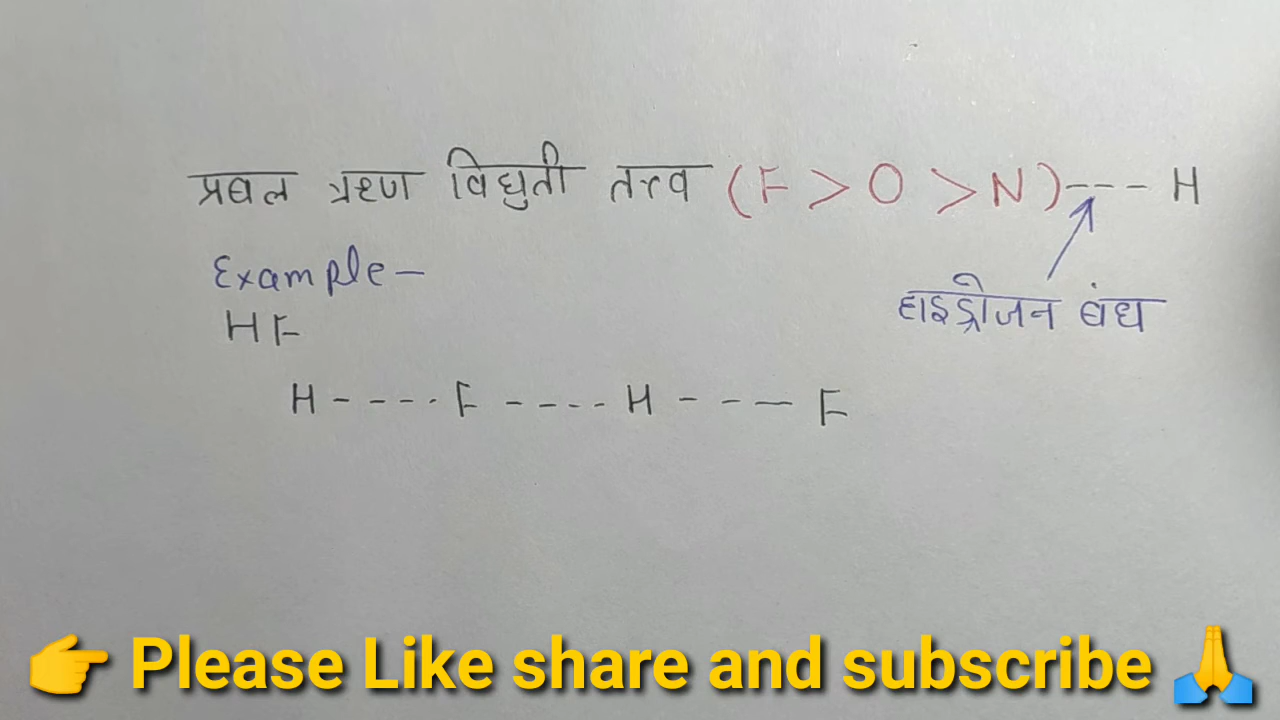 प्रबल ऋण विद्युती तत्व (F > O > N) --- H
Example —
हाइड्रोजन बंध
HF
H - - - - F - - - - H - - — F
👉 Please Like share and subscribe 🙏